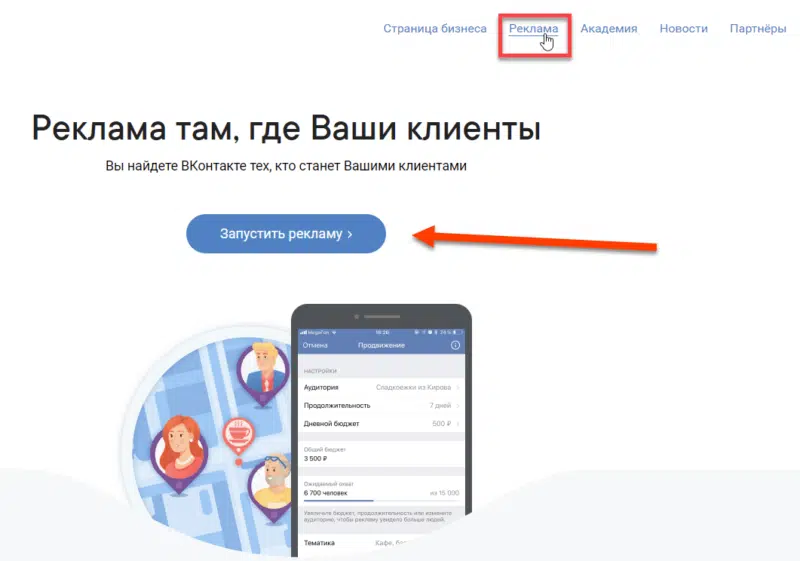 Страница бизнеса Реклама Академия Новости Партнёры
Реклама там, где Ваши клиенты
Вы найдете ВКонтакте тех, кто станет Вашими клиентами
Запустить рекламу ›
MegaFon
Отмена Продвижение
НАСТРОЙКИ
Аудитория Сладкоежки из Кирова
Продолжительность 7 дней
Дневной бюджет 500 ₽
Общий бюджет
3 500 ₽
Ожидаемый охват
6 700 человек из 15 000
Увеличьте бюджет, продолжительность или измените
аудиторию, чтобы рекламу увидело больше людей.
Тематика Кафе,